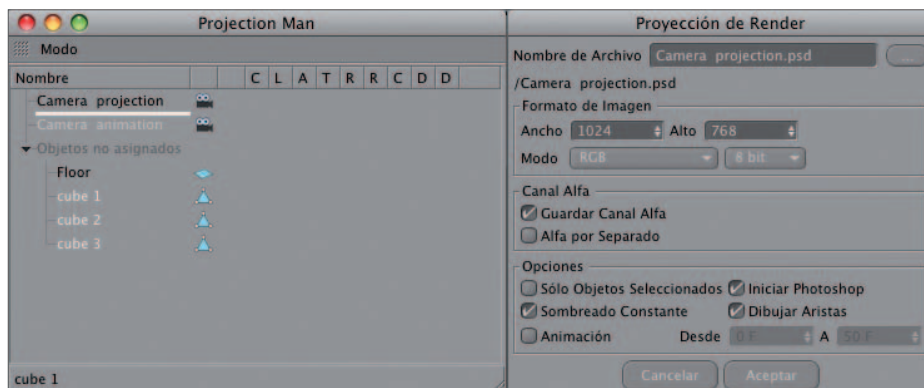 Projection Man
Modo
Nombre C L A T R R C D D
Camera projection
Camera animation
Objetos no asignados
Floor
cube 1
cube 2
cube 3
cube 1
Proyección de Render
Nombre de Archivo Camera projection.psd ...
/Camera projection.psd
Formato de Imagen
Ancho 1024 Alto 768
Modo RGB 8 bit
Canal Alfa
Guardar Canal Alfa
Alfa por Separado
Opciones
Sólo Objetos Seleccionados Iniciar Photoshop
Sombreado Constante Dibujar Aristas
Animación Desde 0 F A 50 F
Cancelar Aceptar